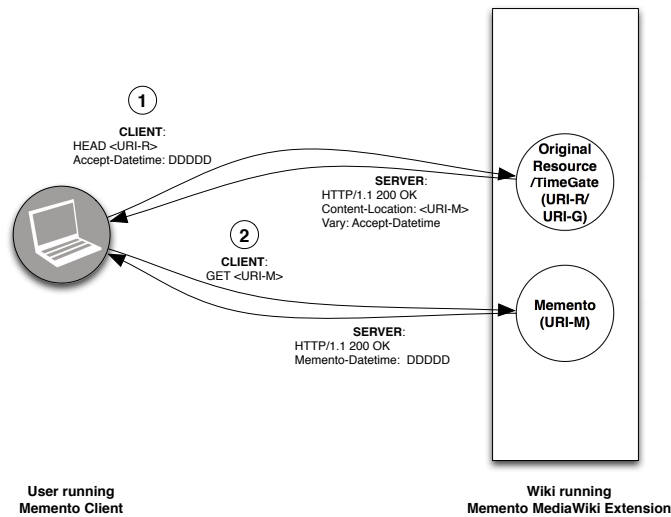 1
CLIENT:
HEAD <URI-R>
Accept-Datetime: DDDDD
SERVER:
HTTP/1.1 200 OK
Content-Location: <URI-M>
Vary: Accept-Datetime
Original
Resource
/TimeGate
(URI-R/
URI-G)
2
CLIENT:
GET <URI-M>
SERVER:
HTTP/1.1 200 OK
Memento-Datetime: DDDDD
Memento
(URI-M)
User running
Memento Client
Wiki running
Memento MediaWiki Extension